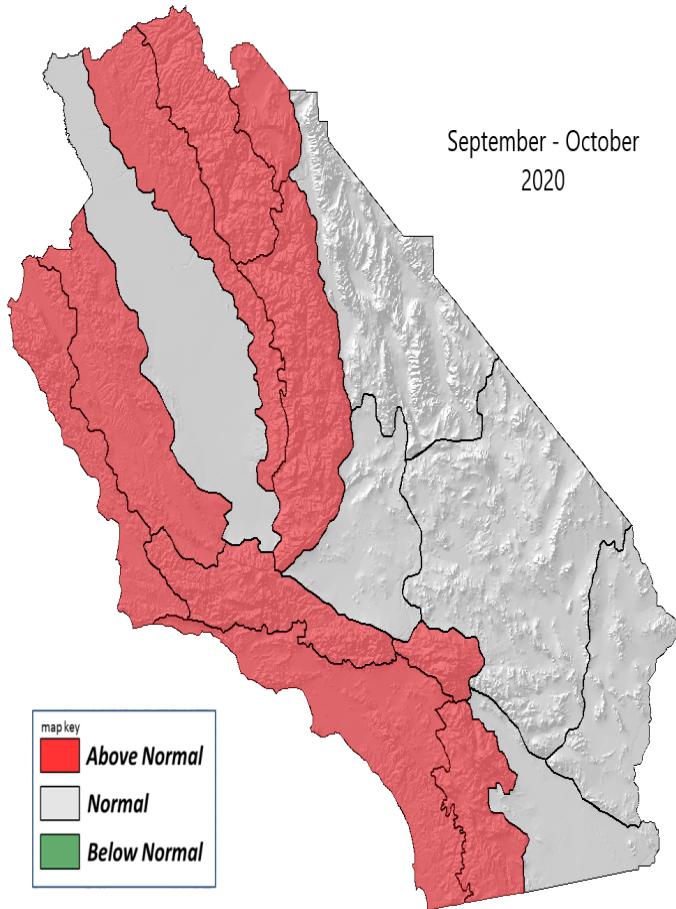 September - October
2020
map key
Above Normal
Normal
Below Normal